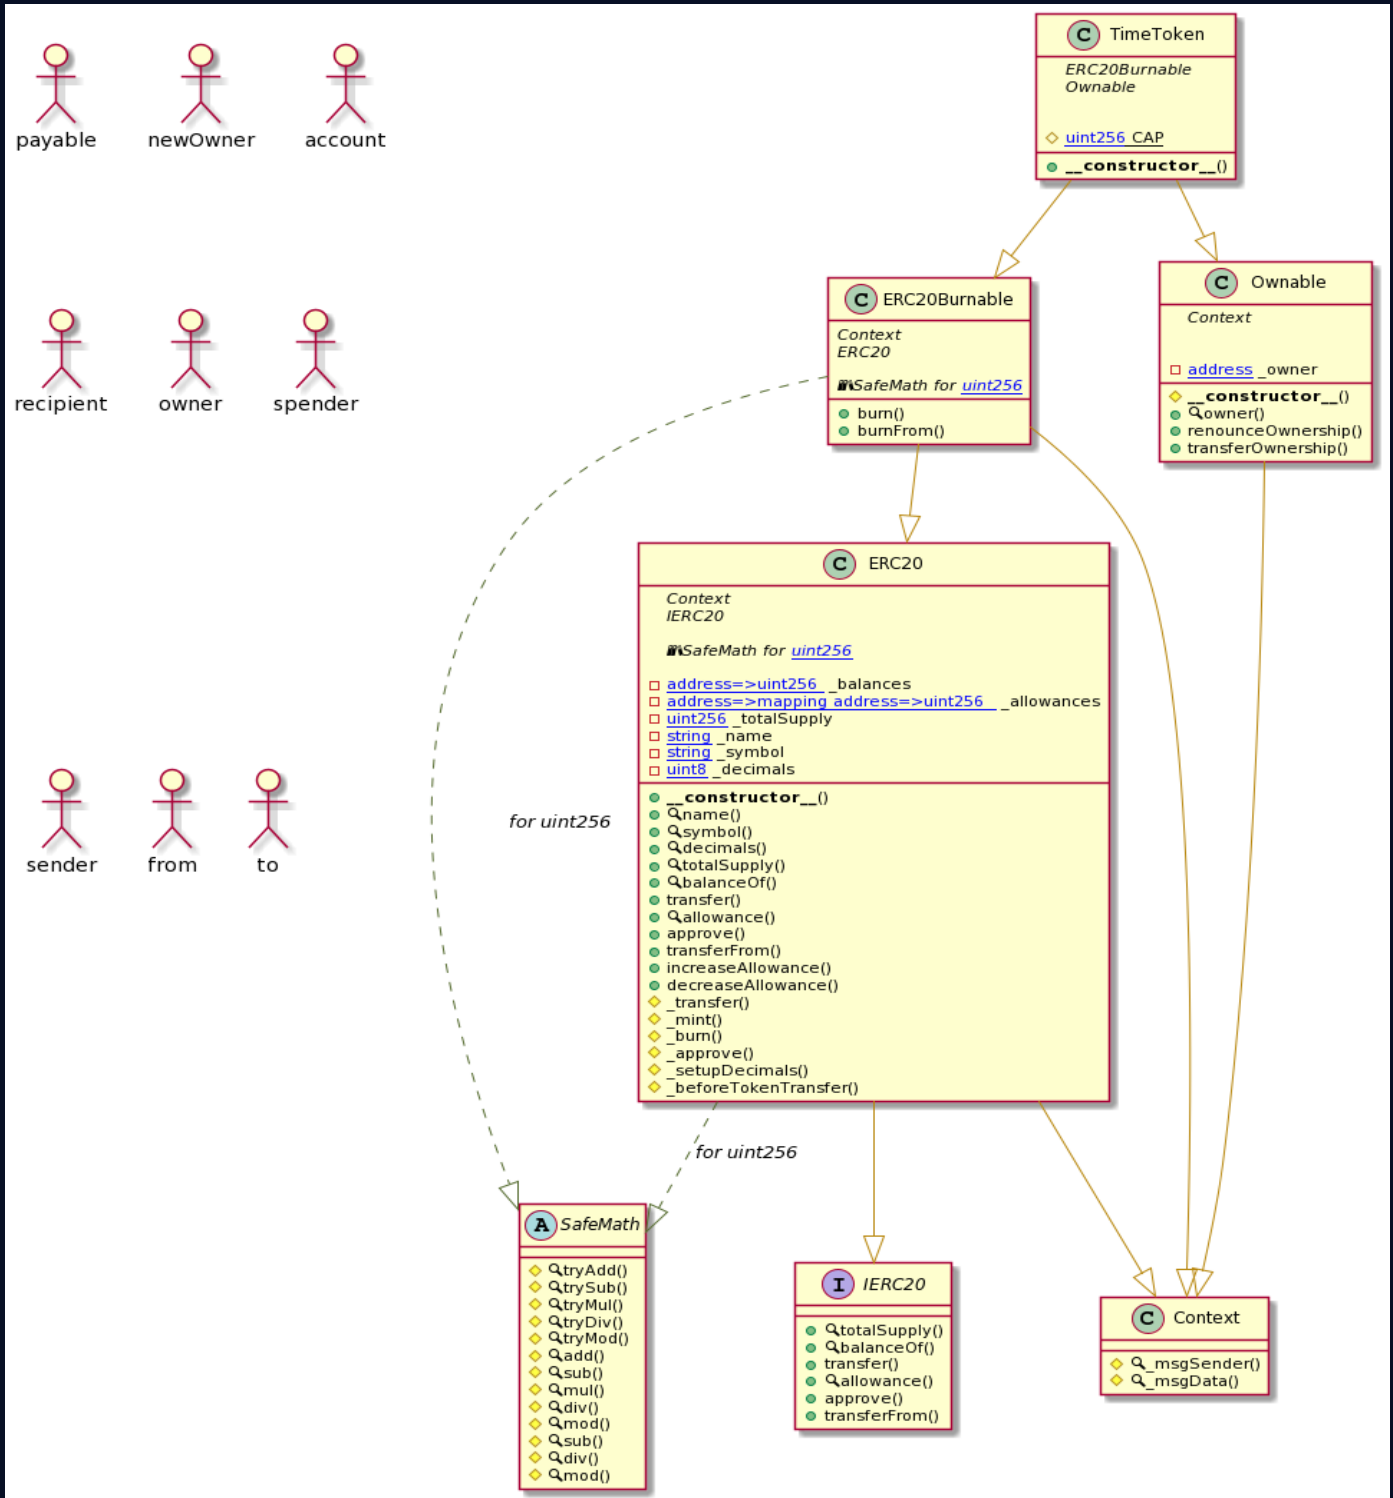 payable
newOwner
account
C TimeToken
ERC20Burnable
Ownable
uint256 CAP
__constructor__()
C ERC20Burnable
Context
ERC20
SafeMath for uint256
burn()
burnFrom()
C Ownable
Context
address _owner
__constructor__()
owner()
renounceOwnership()
transferOwnership()
recipient
owner
spender
C ERC20
Context
IERC20
SafeMath for uint256
address=>uint256 _balances
address=>mapping address=>uint256 _allowances
uint256 _totalSupply
string _name
string _symbol
uint8 _decimals
__constructor__()
name()
symbol()
decimals()
totalSupply()
balanceOf()
transfer()
allowance()
approve()
transferFrom()
increaseAllowance()
decreaseAllowance()
_transfer()
_mint()
_burn()
_approve()
_setupDecimals()
_beforeTokenTransfer()
sender
from
to
for uint256
for uint256
A SafeMath
tryAdd()
trySub()
tryMul()
tryDiv()
tryMod()
add()
sub()
mul()
div()
mod()
sub()
div()
mod()
I IERC20
totalSupply()
balanceOf()
transfer()
allowance()
approve()
transferFrom()
C Context
_msgSender()
_msgData()